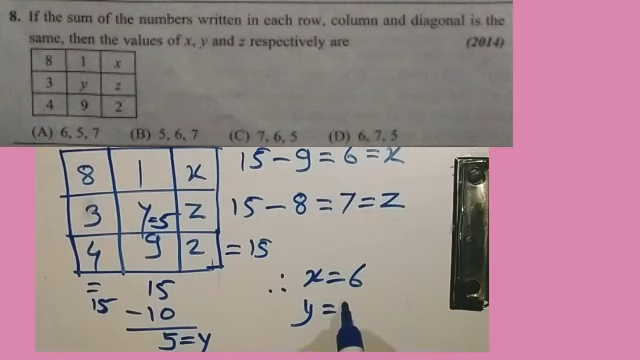 8. If the sum of the numbers written in each row, column and diagonal is the
same, then the values of x, y and z respectively are (2014)
8 1 x
3 y z
4 9 2
(A) 6, 5, 7 (B) 5, 6, 7 (C) 7, 6, 5 (D) 6, 7, 5
8 1 x 15-9=6=x
3 y=5 z 15-8=7=z
4 9 2 =15
= 15 ∴ x=6
15 -10 y=
5=y